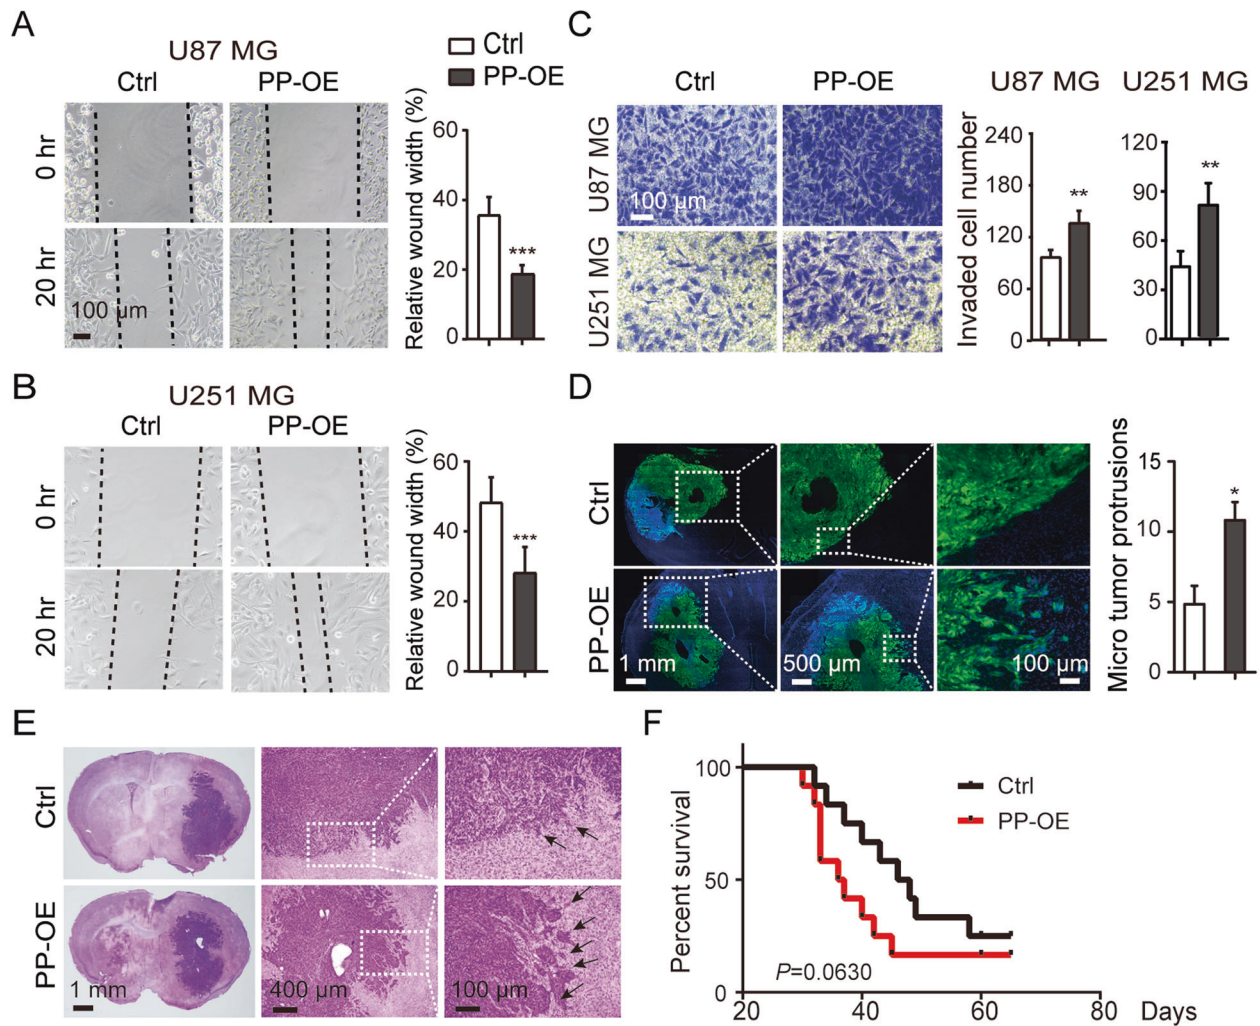 A
U87 MG
Ctrl
PP-OE
0 hr
20 hr
100 µm
Ctrl
PP-OE
Relative wound width (%)
60
40
20
0
***
B
U251 MG
Ctrl
PP-OE
0 hr
20 hr
Relative wound width (%)
60
40
20
0
***
C
Ctrl
PP-OE
U87 MG
100 µm
U251 MG
U87 MG
U251 MG
Invaded cell number
240
180
120
60
0
**
120
90
60
30
0
**
D
Ctrl
PP-OE
1 mm
500 µm
100 µm
Micro tumor protrusions
15
10
5
0
*
E
Ctrl
PP-OE
1 mm
400 µm
100 µm
F
Percent survival
100
50
0
Ctrl
PP-OE
P=0.0630
20
40
60
80
Days